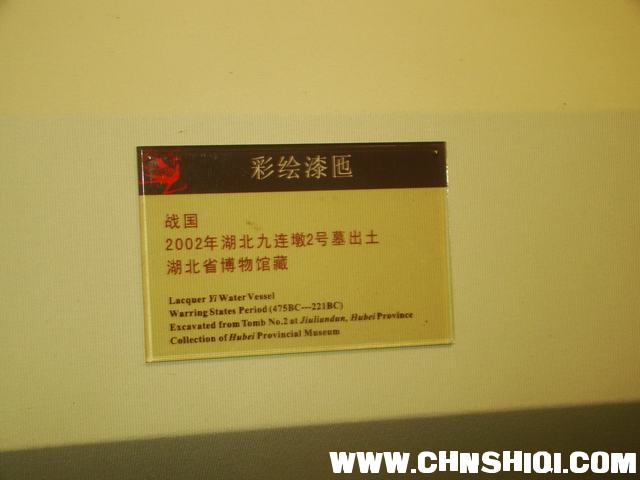 彩绘漆匜
战国
2002年湖北九连墩2号墓出土
湖北省博物馆藏
Lacquer Yi Water Vessel
Warring States Period (475BC---221BC)
Excavated from Tomb No.2 at Jiuliandun, Hubei Province
Collection of Hubei Provincial Museum
WWW.CHNSHIQI.COM